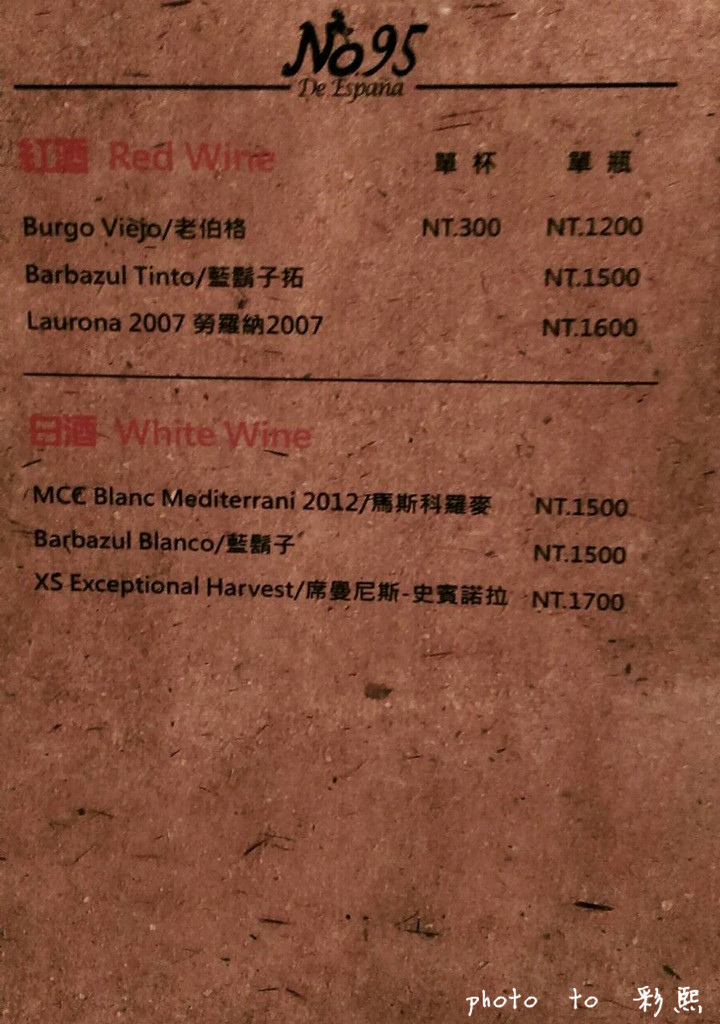 No.95
De España
紅酒 Red Wine 單杯 單瓶
Burgo Viejo/老伯格 NT.300 NT.1200
Barbazul Tinto/藍鬍子拓 NT.1500
Laurona 2007 勞羅納2007 NT.1600
白酒 White Wine
MCC Blanc Mediterrani 2012/馬斯科羅麥 NT.1500
Barbazul Blanco/藍鬍子 NT.1500
XS Exceptional Harvest/席曼尼斯-史賓諾拉 NT.1700
photo to 彩熙